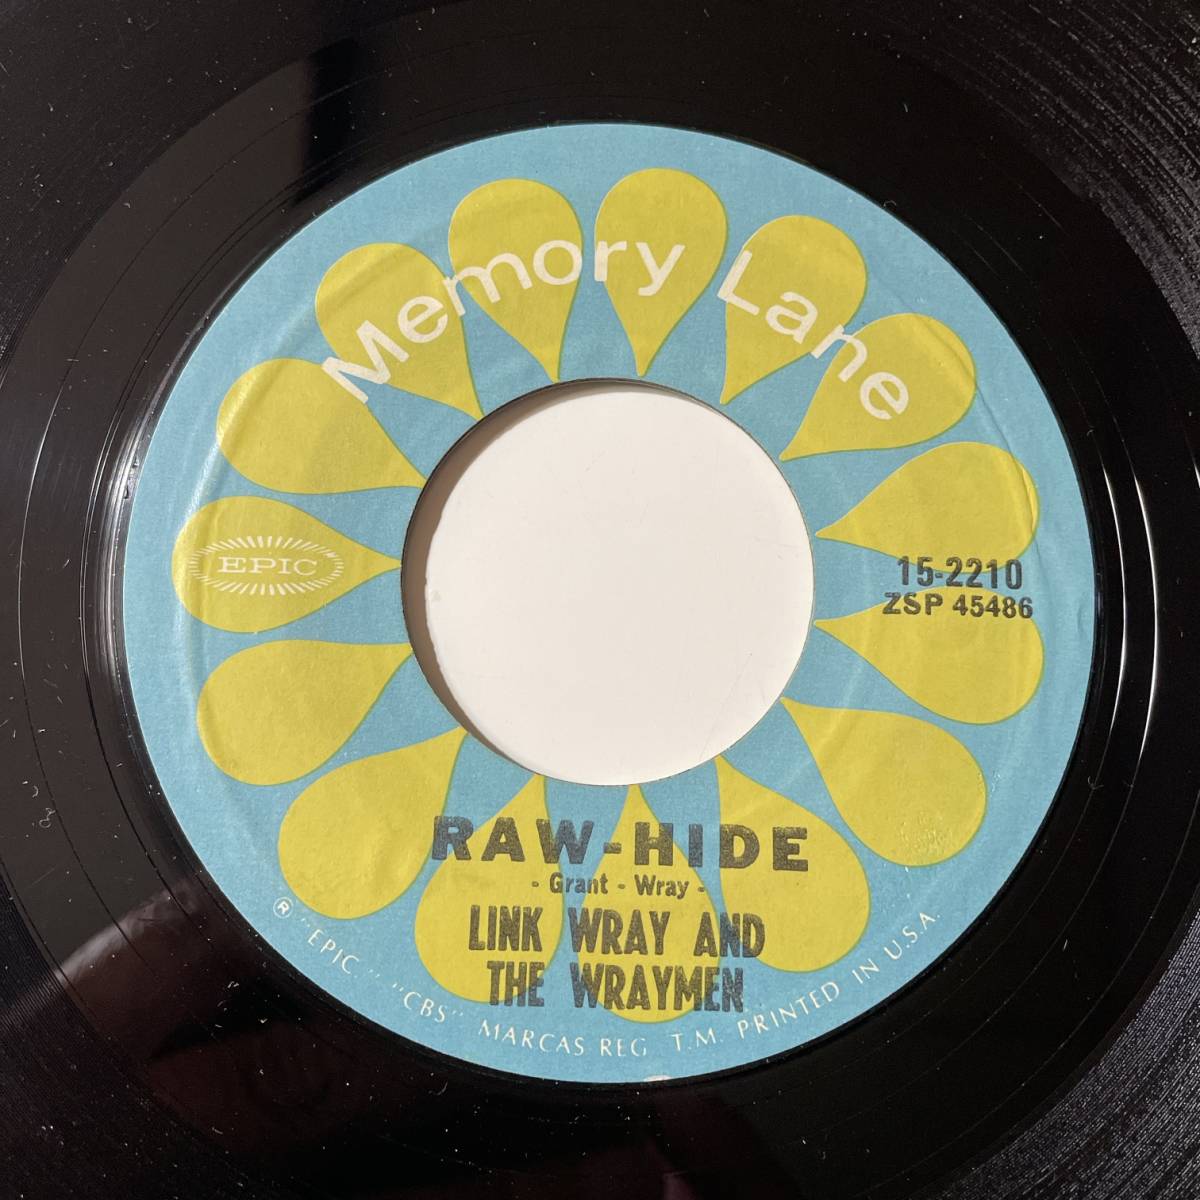 Memory Lane
EPIC
15-2210
ZSP 45486
RAW-HIDE
- Grant - Wray -
LINK WRAY AND
THE WRAYMEN
® "EPIC," "CBS" MARCAS REG T.M. PRINTED IN U.S.A.